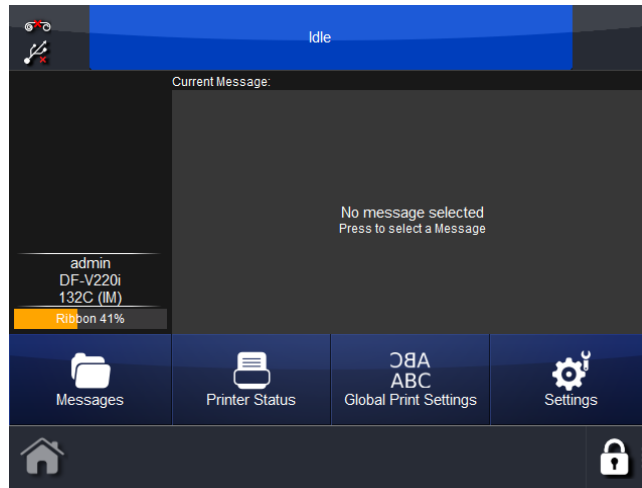 Idle
Current Message:
No message selected
Press to select a Message
admin
DF-V220i
132C (IM)
Ribbon 41%
Messages
Printer Status
ABC
ABC
Global Print Settings
Settings